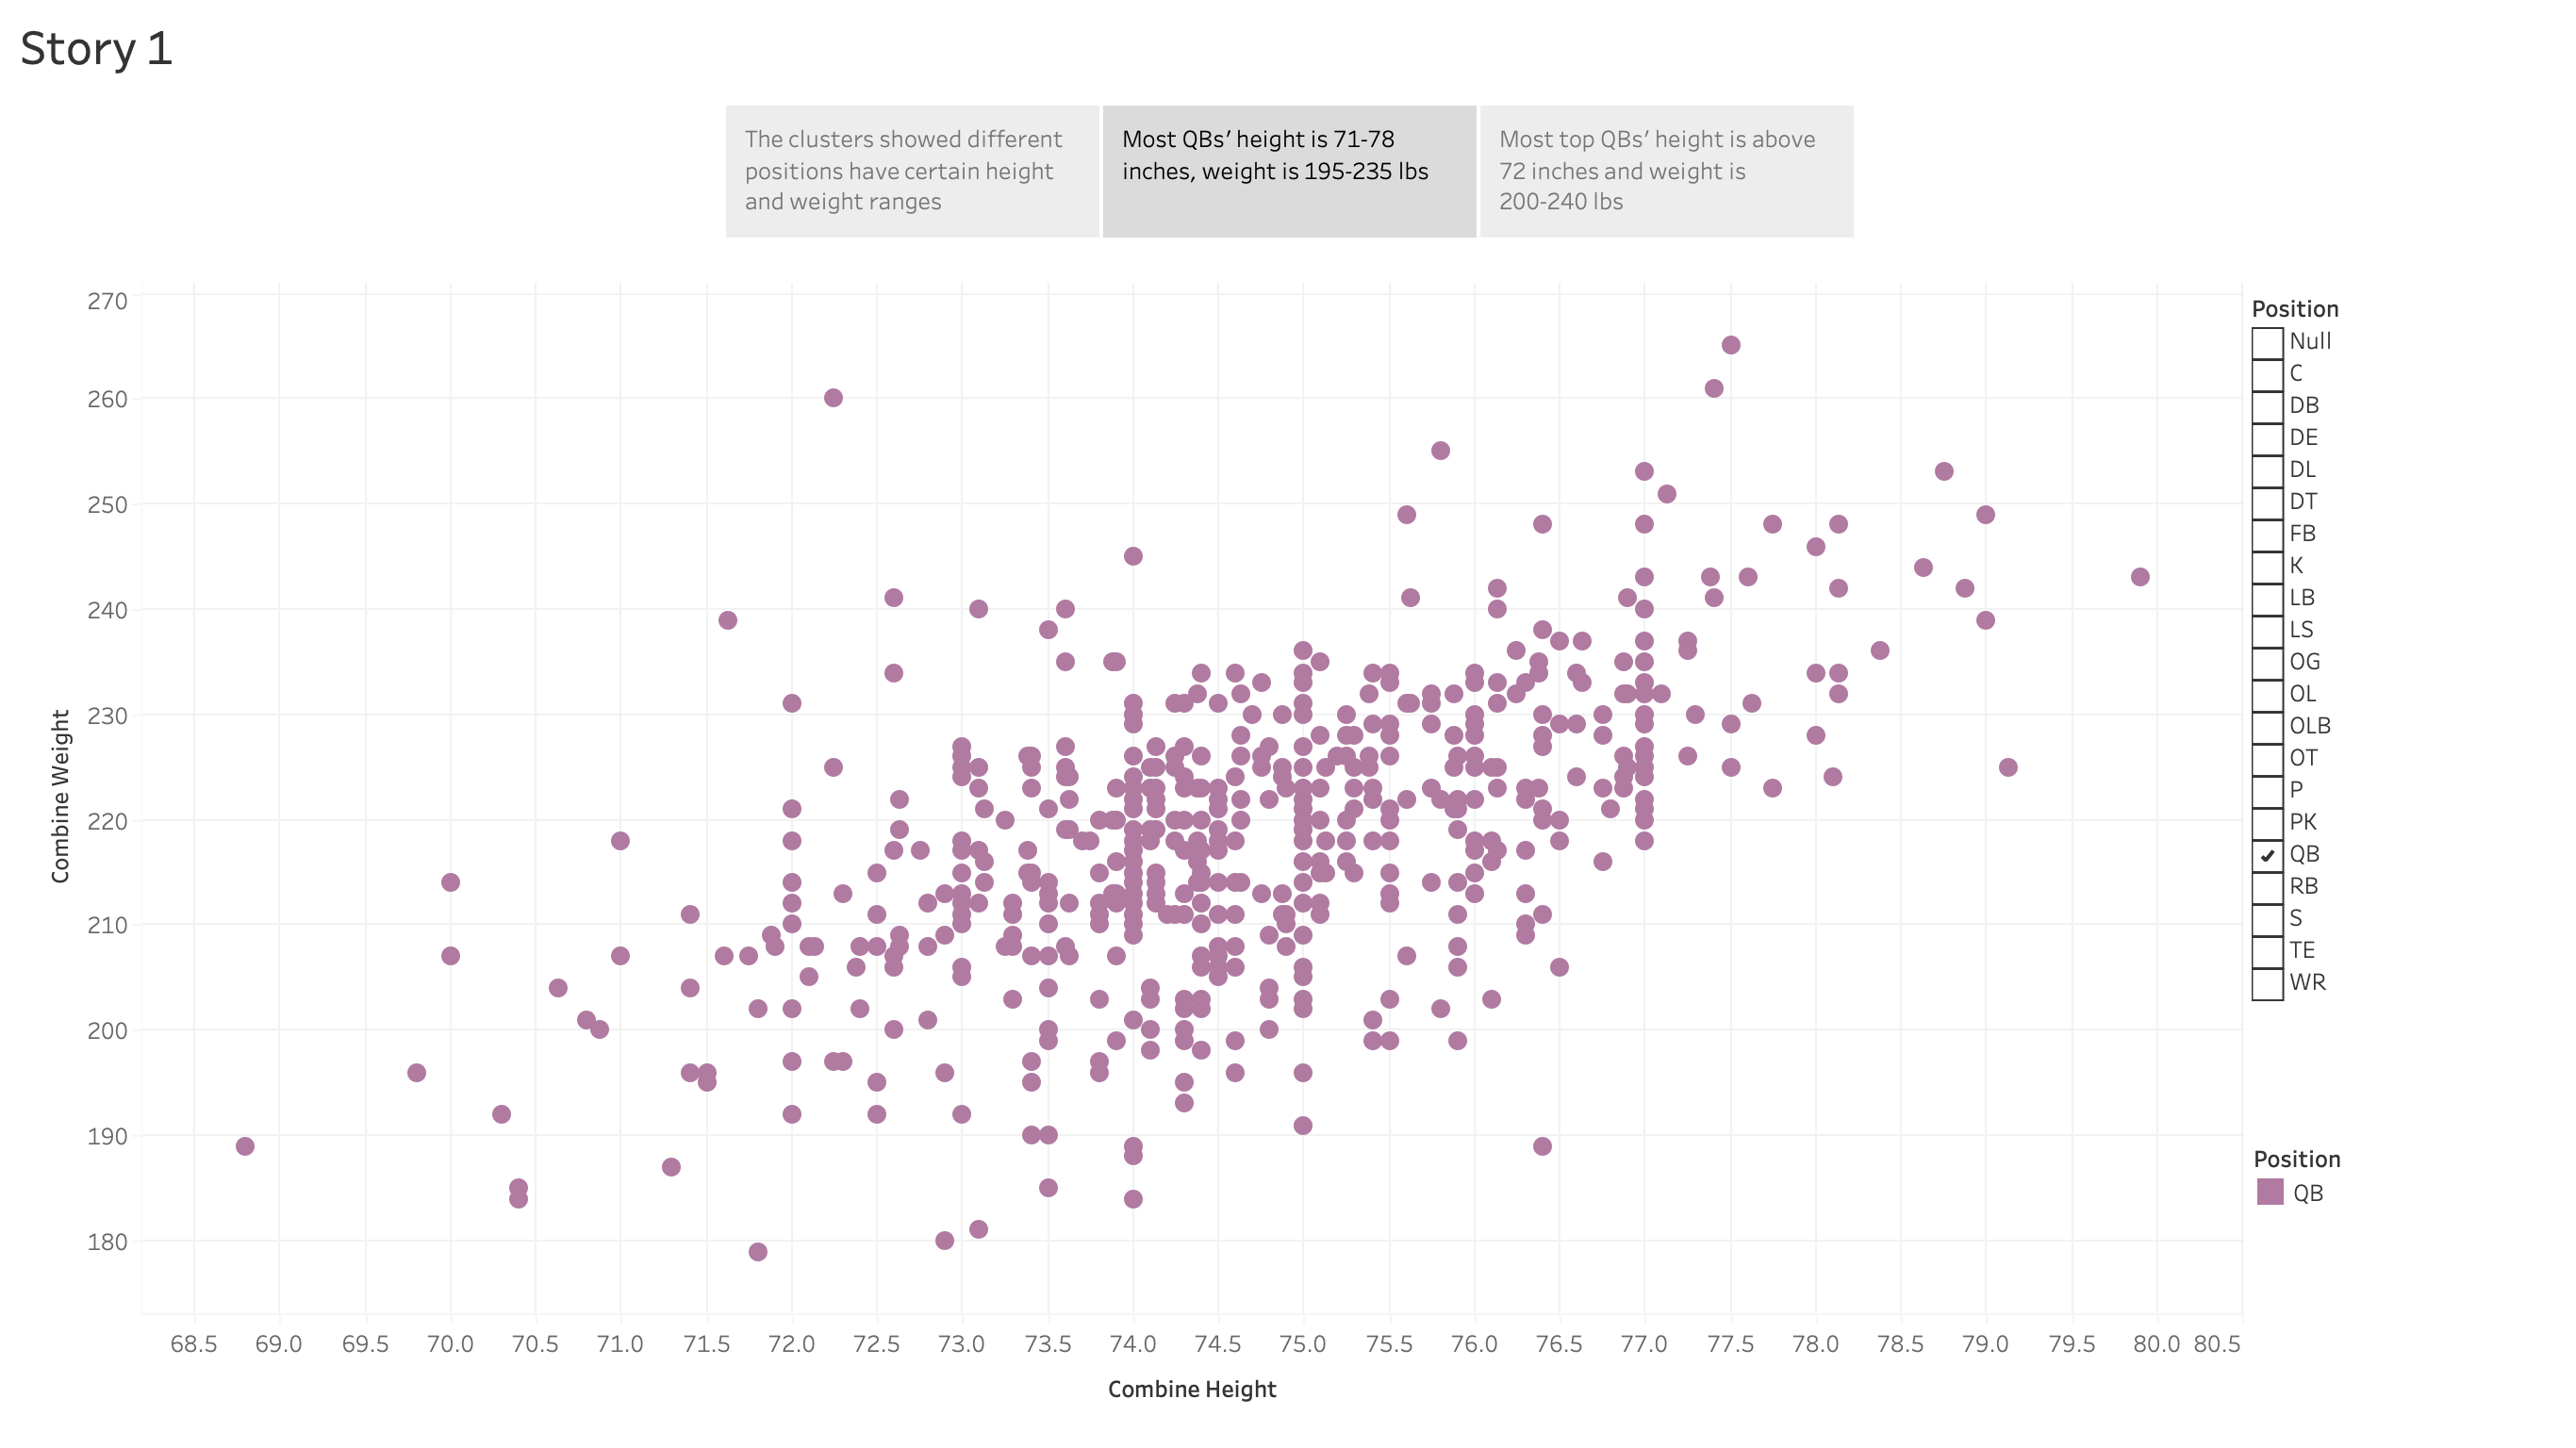 Story 1
The clusters showed different
positions have certain height
and weight ranges
Most QBs’ height is 71-78
inches, weight is 195-235 lbs
Most top QBs’ height is above
72 inches and weight is
200-240 lbs
270
260
250
240
230
220
210
200
190
180
Combine Weight
68.5 69.0 69.5 70.0 70.5 71.0 71.5 72.0 72.5 73.0 73.5 74.0 74.5 75.0 75.5 76.0 76.5 77.0 77.5 78.0 78.5 79.0 79.5 80.0 80.5
Combine Height
Position
Null
C
DB
DE
DL
DT
FB
K
LB
LS
OG
OL
OLB
OT
P
PK
QB
RB
S
TE
WR
Position
QB